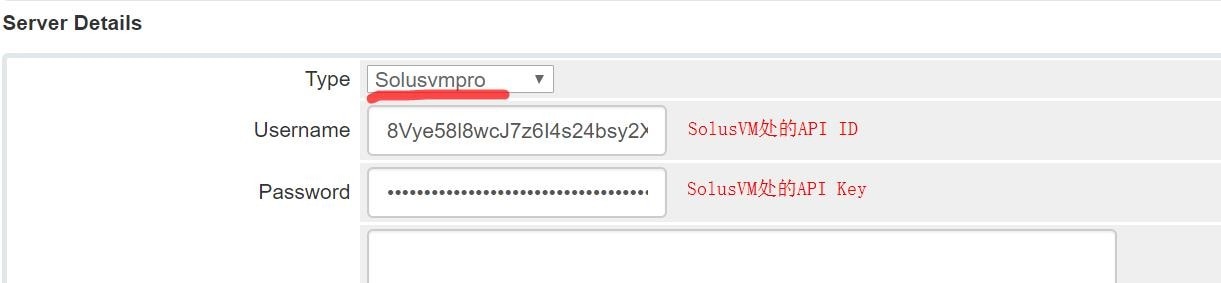 Server Details
Type Solusvmpro
Username 8Vye58I8wcJ7z6I4s24bsy2X SolusVM处的API ID
Password SolusVM处的API Key